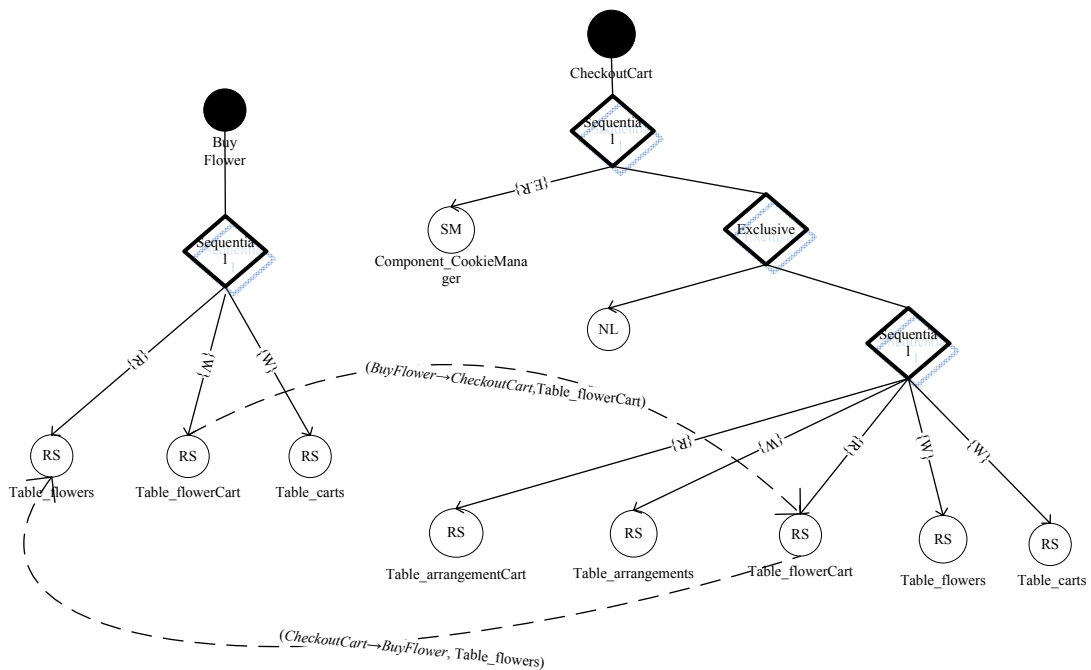 CheckoutCart
Sequentia
l
Buy
Flower
{E.R}
SM
Component_CookieMana
ger
Exclusive
Sequentia
l
NL
Sequentia
l
{R}
{W}
{W}
(BuyFlower→CheckoutCart,Table_flowerCart)
{R}
{W}
{R}
{W}
{W}
RS
RS
RS
Table_flowers
Table_flowerCart
Table_carts
RS
RS
RS
RS
RS
Table_arrangementCart
Table_arrangements
Table_flowerCart
Table_flowers
Table_carts
(CheckoutCart→BuyFlower, Table_flowers)